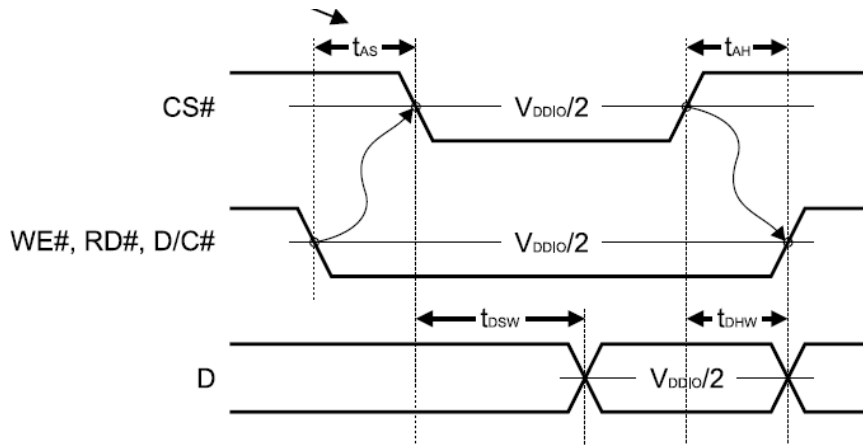 tAS tAH
CS# VDDIO/2
WE#, RD#, D/C# VDDIO/2
tDSW tDHW
D VDDIO/2